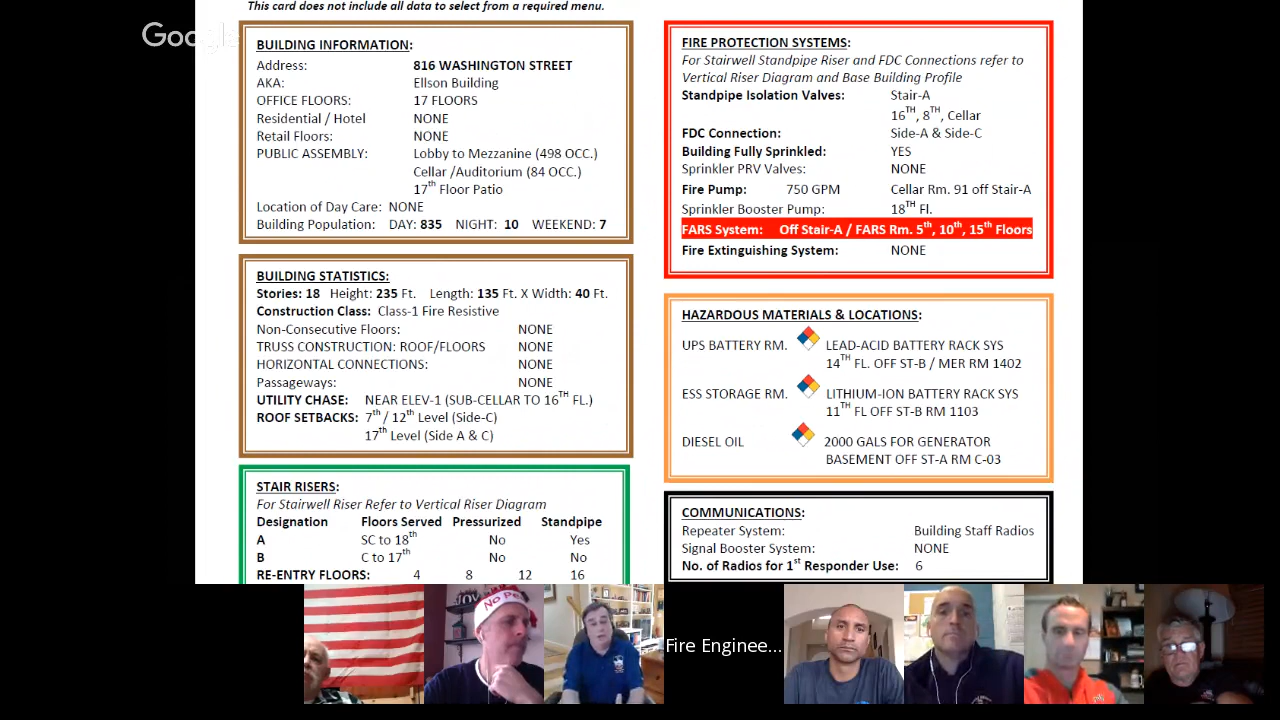 This card does not include all data to select from a required menu.
Google
BUILDING INFORMATION:
Address: 816 WASHINGTON STREET
AKA: Ellson Building
OFFICE FLOORS: 17 FLOORS
Residential / Hotel NONE
Retail Floors: NONE
PUBLIC ASSEMBLY: Lobby to Mezzanine (498 OCC.)
Cellar /Auditorium (84 OCC.)
17th Floor Patio
Location of Day Care: NONE
Building Population: DAY: 835 NIGHT: 10 WEEKEND: 7
BUILDING STATISTICS:
Stories: 18 Height: 235 Ft. Length: 135 Ft. X Width: 40 Ft.
Construction Class: Class-1 Fire Resistive
Non-Consecutive Floors: NONE
TRUSS CONSTRUCTION: ROOF/FLOORS NONE
HORIZONTAL CONNECTIONS: NONE
Passageways: NONE
UTILITY CHASE: NEAR ELEV-1 (SUB-CELLAR TO 16TH FL.)
ROOF SETBACKS: 7th / 12th Level (Side-C)
17th Level (Side A & C)
STAIR RISERS:
For Stairwell Riser Refer to Vertical Riser Diagram
Designation Floors Served Pressurized Standpipe
A SC to 18th No Yes
B C to 17th No No
RE-ENTRY FLOORS: 4 8 12 16
FIRE PROTECTION SYSTEMS:
For Stairwell Standpipe Riser and FDC Connections refer to
Vertical Riser Diagram and Base Building Profile
Standpipe Isolation Valves: Stair-A
16TH, 8TH, Cellar
FDC Connection: Side-A & Side-C
Building Fully Sprinkled: YES
Sprinkler PRV Valves: NONE
Fire Pump: 750 GPM Cellar Rm. 91 off Stair-A
Sprinkler Booster Pump: 18TH Fl.
FARS System: Off Stair-A / FARS Rm. 5th, 10th, 15th Floors
Fire Extinguishing System: NONE
HAZARDOUS MATERIALS & LOCATIONS:
UPS BATTERY RM. LEAD-ACID BATTERY RACK SYS
14TH FL. OFF ST-B / MER RM 1402
ESS STORAGE RM. LITHIUM-ION BATTERY RACK SYS
11TH FL OFF ST-B RM 1103
DIESEL OIL 2000 GALS FOR GENERATOR
BASEMENT OFF ST-A RM C-03
COMMUNICATIONS:
Repeater System: Building Staff Radios
Signal Booster System: NONE
No. of Radios for 1st Responder Use: 6
Fire Enginee...